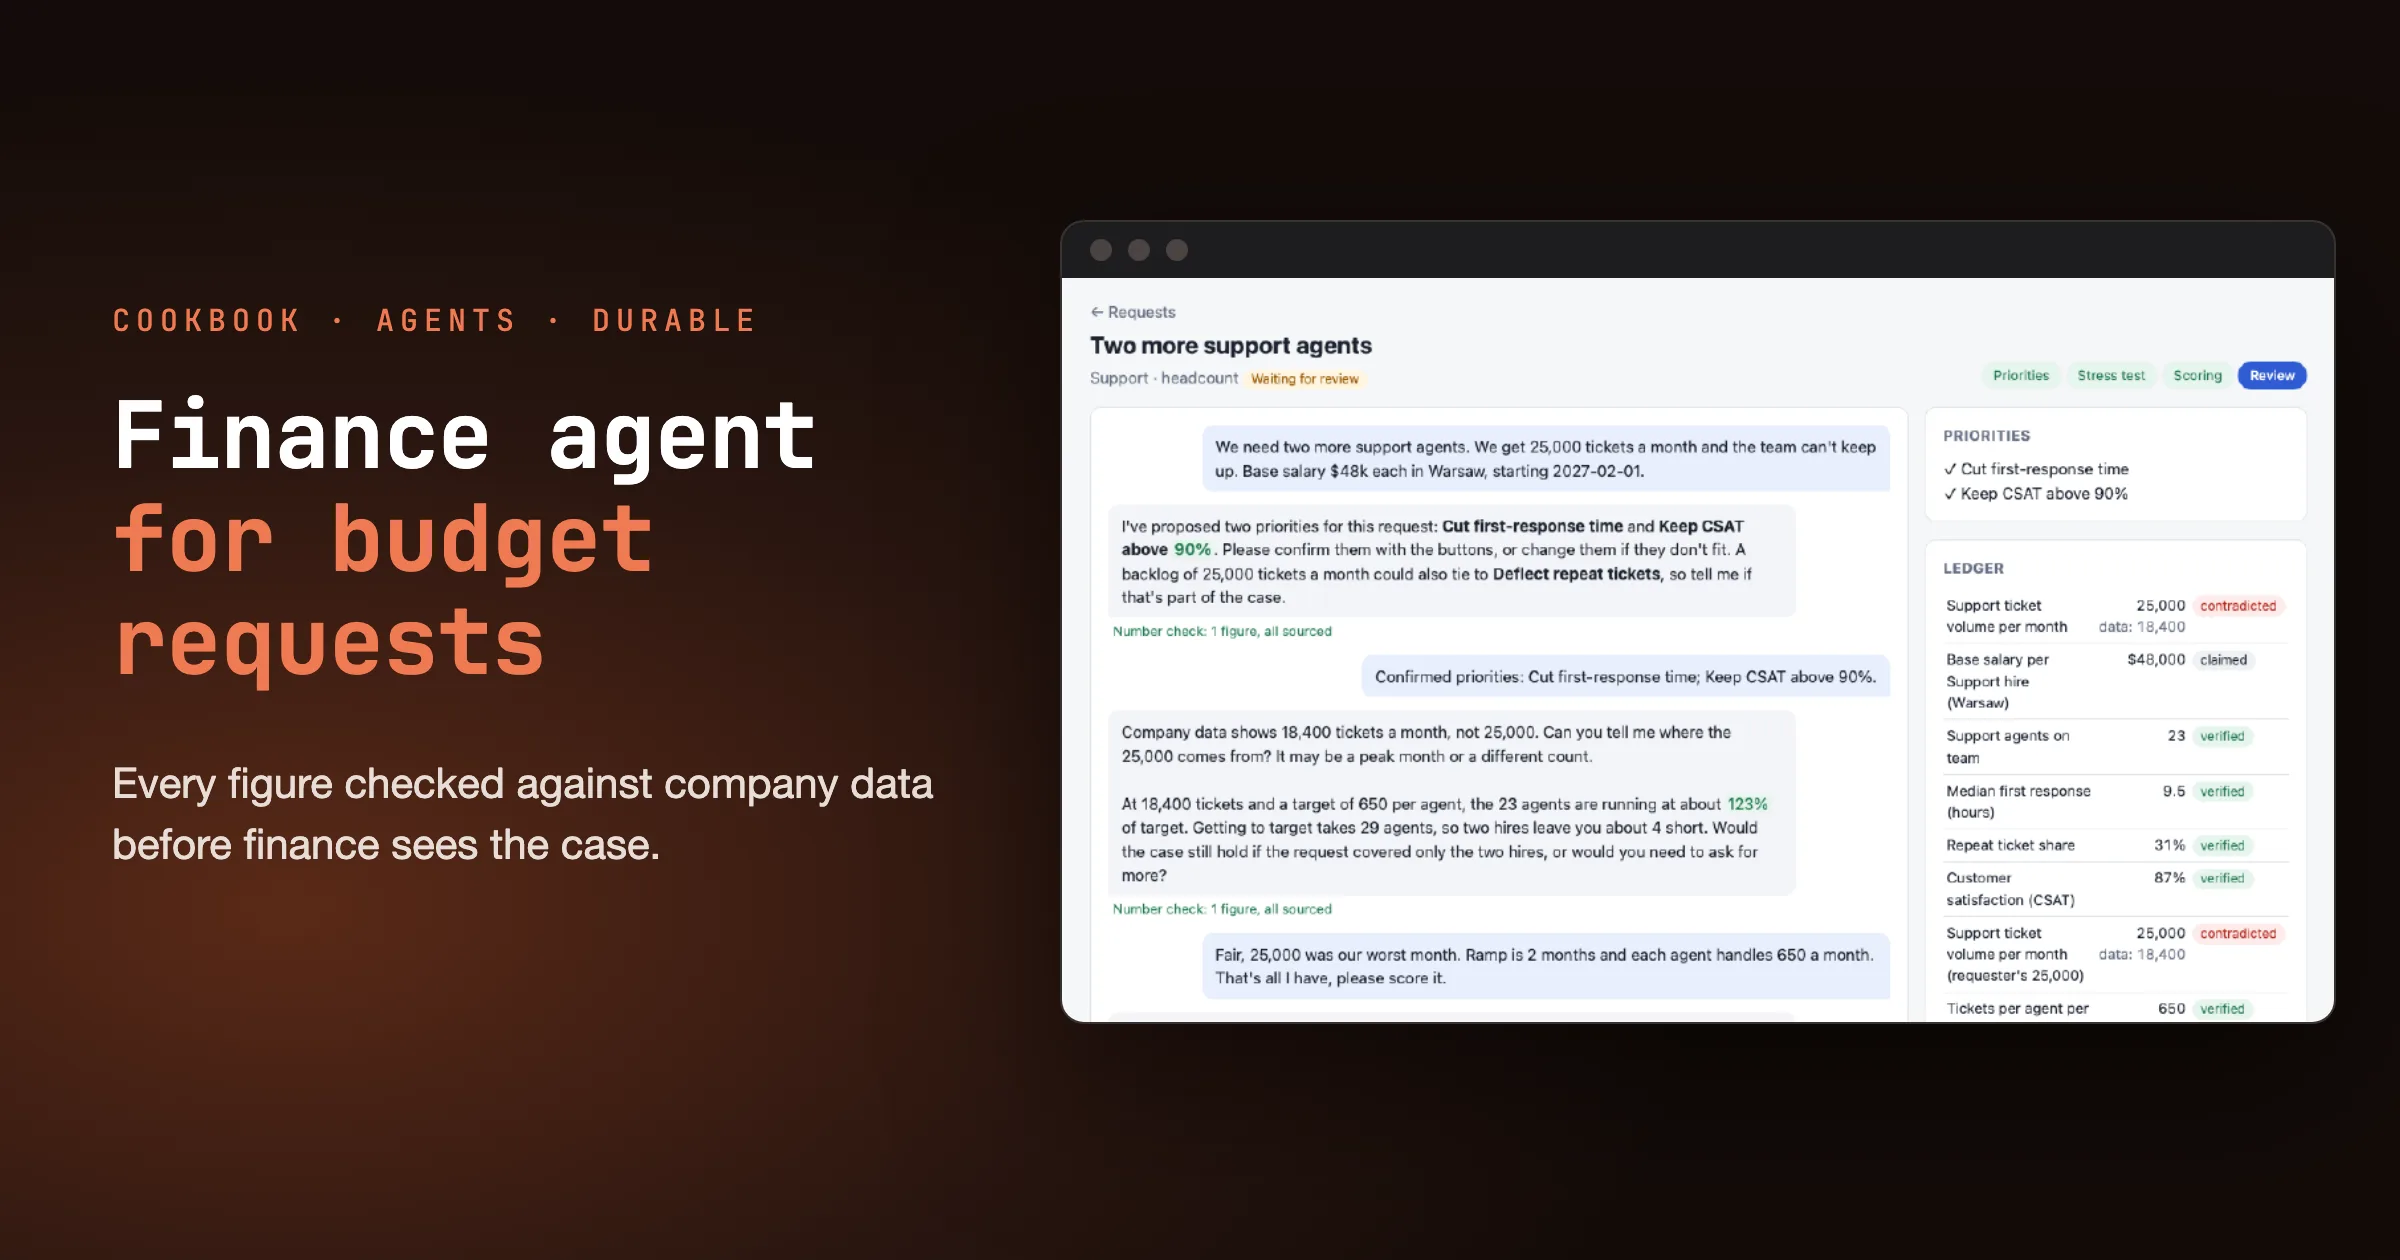 COOKBOOK · AGENTS · DURABLE
Finance agent
for budget
requests
Every figure checked against company data
before finance sees the case.
← Requests
Two more support agents
Support · headcount Waiting for review
Priorities Stress test Scoring Review
We need two more support agents. We get 25,000 tickets a month and the team can't keep
up. Base salary $48k each in Warsaw, starting 2027-02-01.
I've proposed two priorities for this request: Cut first-response time and Keep CSAT
above 90%. Please confirm them with the buttons, or change them if they don't fit. A
backlog of 25,000 tickets a month could also tie to Deflect repeat tickets, so tell me if
that's part of the case.
Number check: 1 figure, all sourced
Confirmed priorities: Cut first-response time; Keep CSAT above 90%.
Company data shows 18,400 tickets a month, not 25,000. Can you tell me where the
25,000 comes from? It may be a peak month or a different count.
At 18,400 tickets and a target of 650 per agent, the 23 agents are running at about 123%
of target. Getting to target takes 29 agents, so two hires leave you about 4 short. Would
the case still hold if the request covered only the two hires, or would you need to ask for
more?
Number check: 1 figure, all sourced
Fair, 25,000 was our worst month. Ramp is 2 months and each agent handles 650 a month.
That's all I have, please score it.
PRIORITIES
✓ Cut first-response time
✓ Keep CSAT above 90%
LEDGER
Support ticket 25,000 contradicted
volume per month data: 18,400
Base salary per $48,000 claimed
Support hire
(Warsaw)
Support agents on 23 verified
team
Median first response 9.5 verified
(hours)
Repeat ticket share 31% verified
Customer 87% verified
satisfaction (CSAT)
Support ticket 25,000 contradicted
volume per month data: 18,400
(requester's 25,000)
Tickets per agent per 650 verified